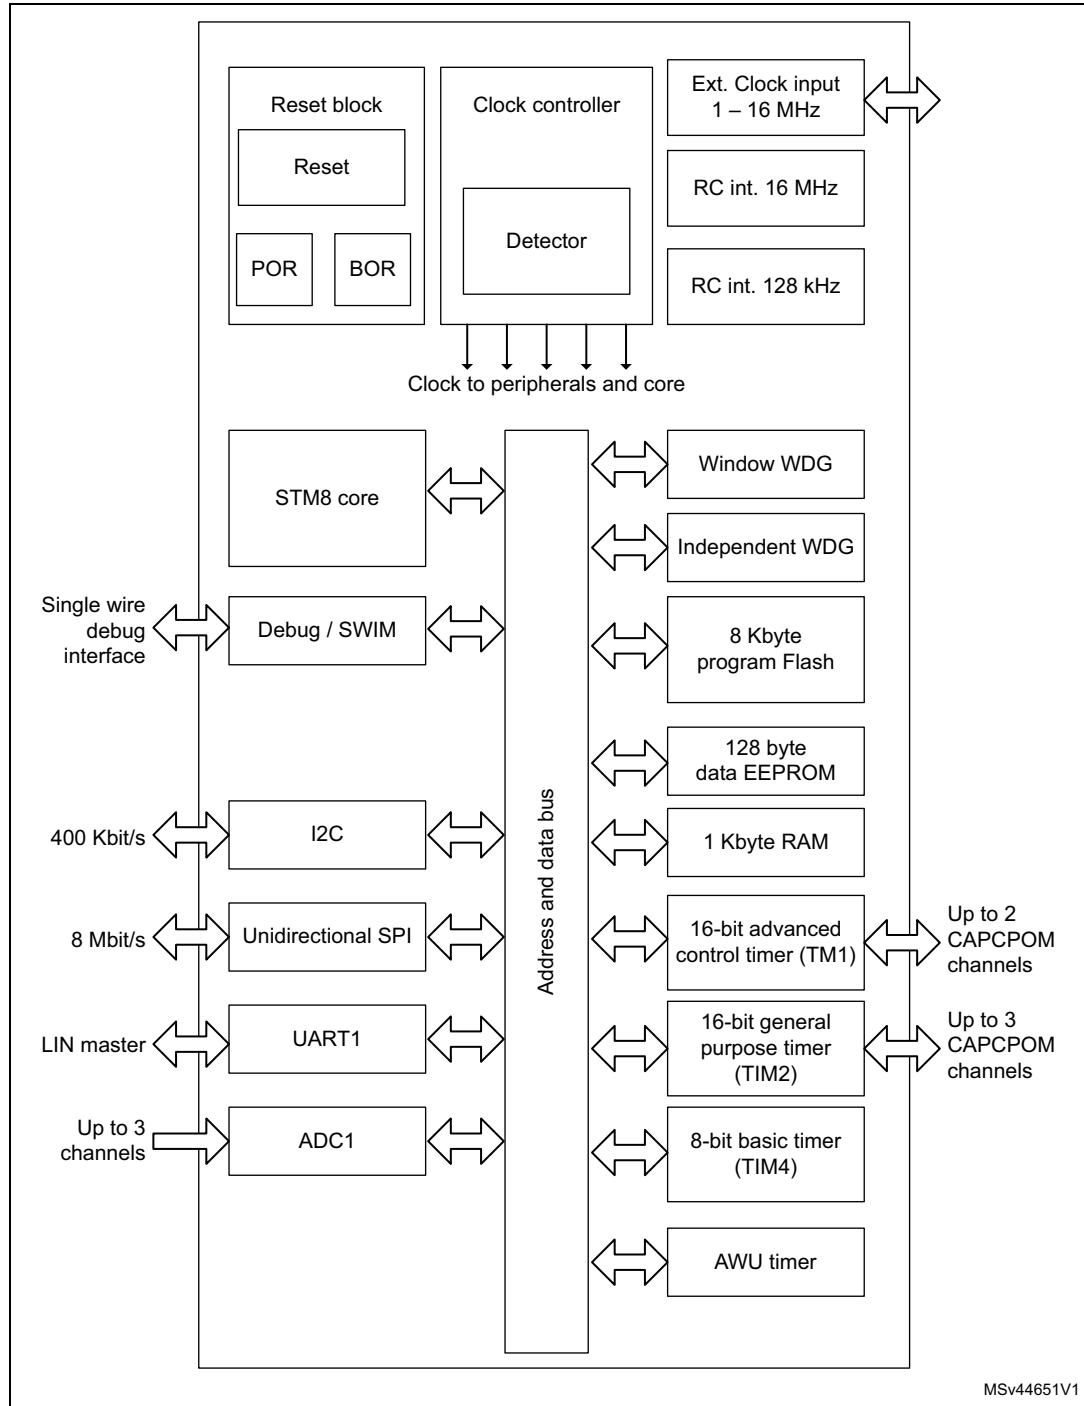 Reset block
Reset
POR
BOR
Clock controller
Detector
Ext. Clock input
1 – 16 MHz
RC int. 16 MHz
RC int. 128 kHz
Clock to peripherals and core
STM8 core
Single wire
debug
interface
Debug / SWIM
400 Kbit/s
I2C
8 Mbit/s
Unidirectional SPI
LIN master
UART1
Up to 3
channels
ADC1
Address and data bus
Window WDG
Independent WDG
8 Kbyte
program Flash
128 byte
data EEPROM
1 Kbyte RAM
16-bit advanced
control timer (TM1)
Up to 2
CAPCPOM
channels
16-bit general
purpose timer
(TIM2)
Up to 3
CAPCPOM
channels
8-bit basic timer
(TIM4)
AWU timer
MSv44651V1